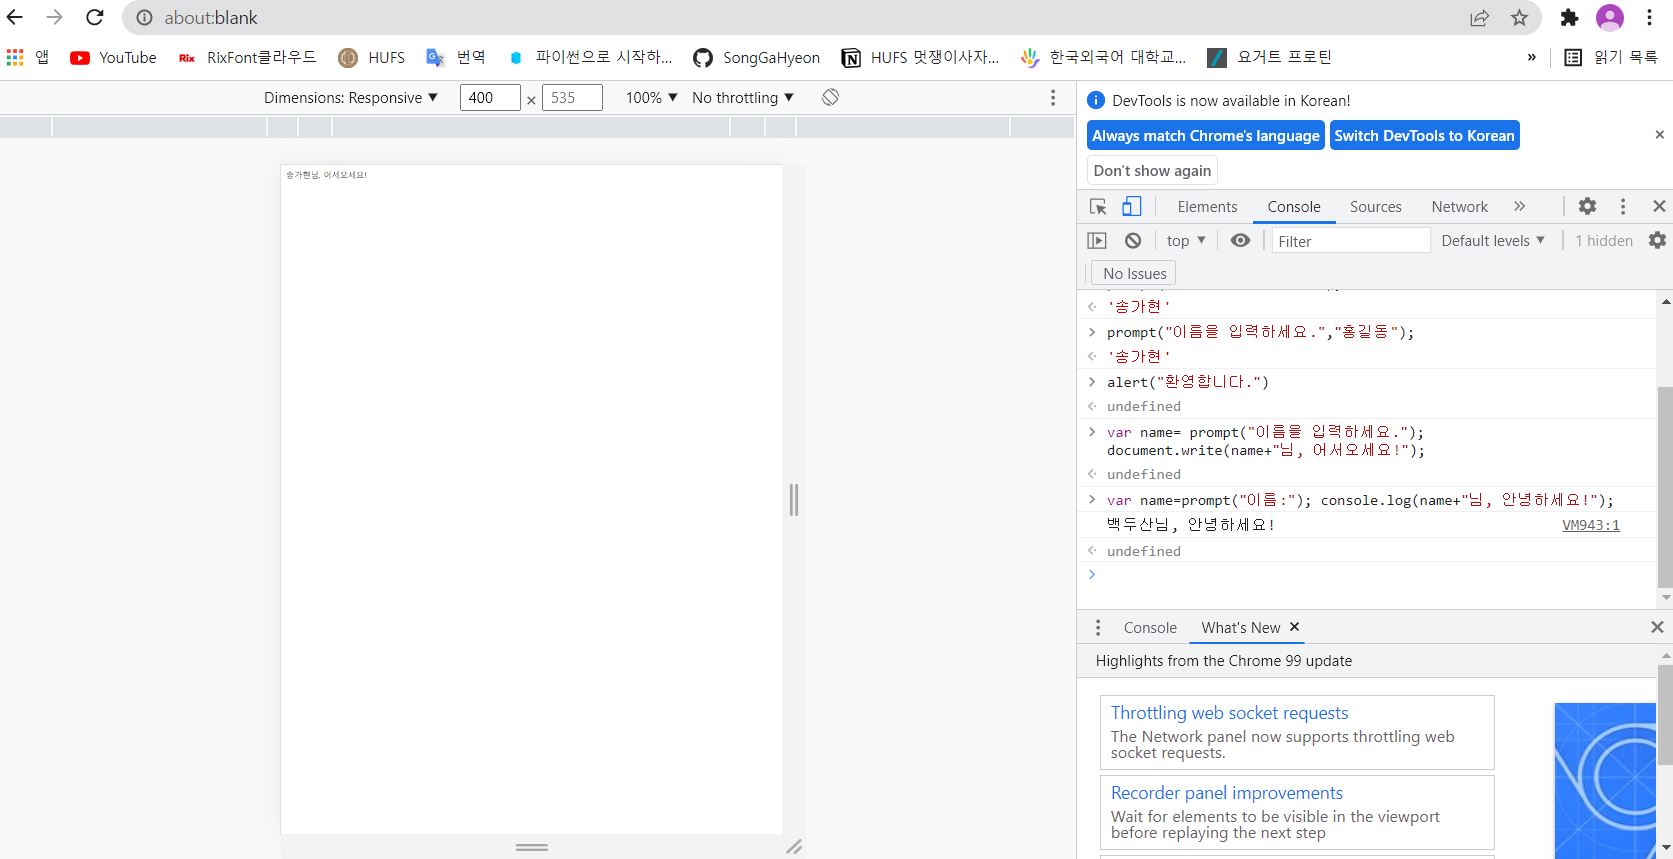 about:blank
앱 YouTube Rix RixFont클라우드 HUFS 번역 파이썬으로 시작하... SongGaHyeon HUFS 멋쟁이사자... 한국외국어 대학교... 요거트 프로틴 » 읽기 목록
Dimensions: Responsive ▼ 400 × 535 100% ▼ No throttling ▼
송가현님, 어서오세요!
DevTools is now available in Korean!
Always match Chrome's language Switch DevTools to Korean
Don't show again
Elements Console Sources Network »
top ▼ Filter Default levels ▼ 1 hidden
No Issues
'송가현'
prompt("이름을 입력하세요.","홍길동");
'송가현'
alert("환영합니다.")
undefined
var name= prompt("이름을 입력하세요.");
document.write(name+"님, 어서오세요!");
undefined
var name=prompt("이름:"); console.log(name+"님, 안녕하세요!");
백두산님, 안녕하세요! VM943:1
undefined
Console What's New
Highlights from the Chrome 99 update
Throttling web socket requests
The Network panel now supports throttling web
socket requests.
Recorder panel improvements
Wait for elements to be visible in the viewport
before replaying the next step